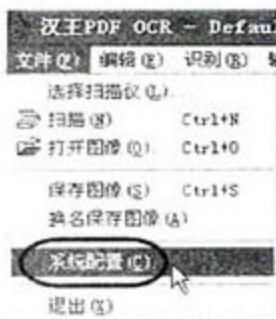 汉王PDF OCR - Defau
文件(F) 编辑(E) 识别(R)
选择扫描仪(L)
扫描(N) Ctrl+N
打开图像(O) Ctrl+O
保存图像(S) Ctrl+S
换名保存图像(A)
系统配置(C)
退出(X)